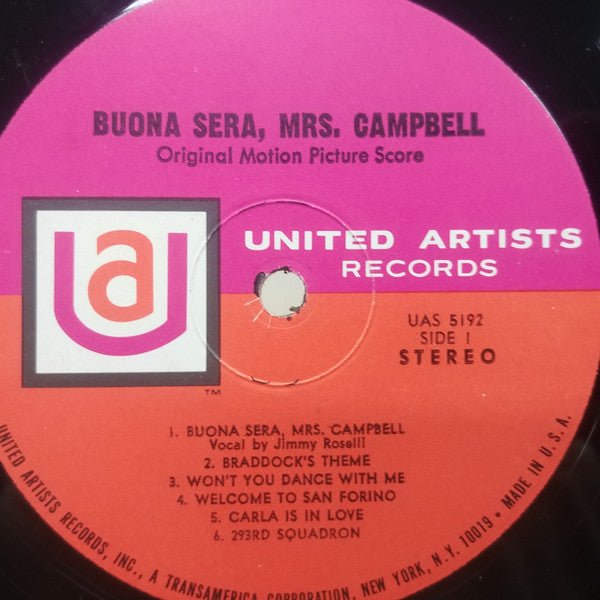 BUONA SERA, MRS. CAMPBELL
Original Motion Picture Score
ua
UNITED ARTISTS
RECORDS
TM
UAS 5192
SIDE 1
STEREO
1. BUONA SERA, MRS. CAMPBELL
Vocal by Jimmy Roselli
2. BRADDOCK'S THEME
3. WON'T YOU DANCE WITH ME
4. WELCOME TO SAN FORINO
5. CARLA IS IN LOVE
6. 293RD SQUADRON
UNITED ARTISTS RECORDS, INC., A TRANSAMERICA CORPORATION, NEW YORK, N.Y. 10019 • MADE IN U.S.A.